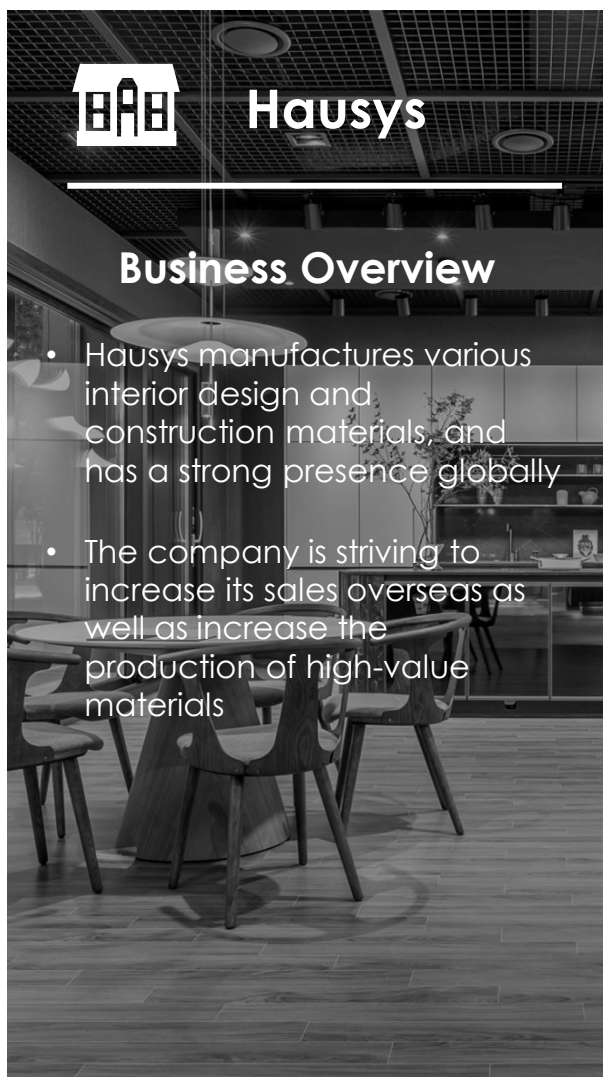 Hausys
Business Overview
• Hausys manufactures various
interior design and
construction materials, and
has a strong presence globally
• The company is striving to
increase its sales overseas as
well as increase the
production of high-value
materials